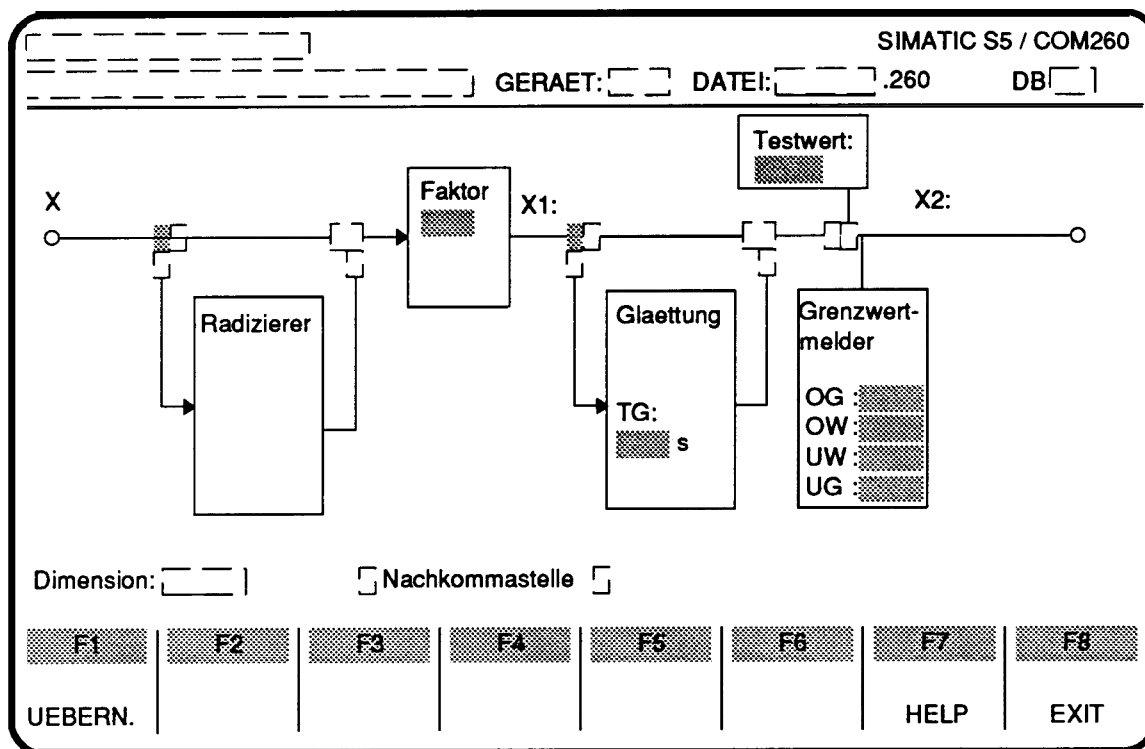 SIMATIC S5 / COM260
GERAET: DATEI: .260 DB
Testwert:
Faktor
X
X1:
X2:
Radizierer
Glaettung
Grenzwert-
melder
TG:
s
OG :
OW :
UW :
UG :
Dimension: Nachkommastelle
F1 F2 F3 F4 F5 F6 F7 F8
UEBERN. HELP EXIT